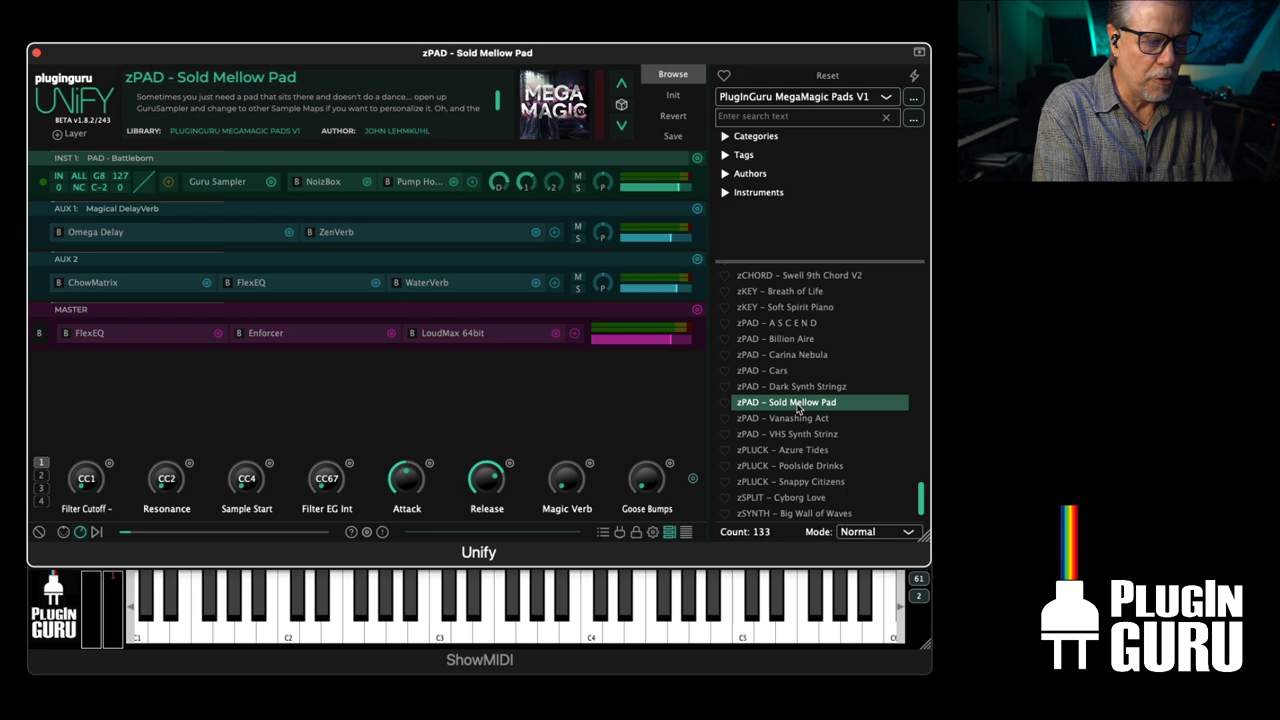 zPAD - Sold Mellow Pad
pluginguru
UNiFY
BETA v1.8.2/243
Layer
zPAD - Sold Mellow Pad
Sometimes you just need a pad that sits there and doesn't do a dance... open up
GuruSampler and change to other Sample Maps if you want to personalize it. Oh, and the
LIBRARY: PLUGINGURU MEGAMAGIC PADS V1 AUTHOR: JOHN LEHMKUHL
MEGA
MAGIC
Browse
Init
Revert
Save
Reset
PlugInGuru MegaMagic Pads V1
...
Enter search text
...
Categories
Tags
Authors
Instruments
INST 1: PAD - Battleborn
IN ALL G8 127
0 NC C-2 0
Guru Sampler
B NoizBox
B Pump Ho...
D 1 2
M
S
P
AUX 1: Magical DelayVerb
B Omega Delay
B ZenVerb
M
S
P
AUX 2
B ChowMatrix
B FlexEQ
B WaterVerb
M
S
P
MASTER
B
B FlexEQ
B Enforcer
B LoudMax 64bit
zCHORD - Swell 9th Chord V2
zKEY - Breath of Life
zKEY - Soft Spirit Piano
zPAD - A S C E N D
zPAD - Billion Aire
zPAD - Carina Nebula
zPAD - Cars
zPAD - Dark Synth Stringz
zPAD - Sold Mellow Pad
zPAD - Vanashing Act
zPAD - VHS Synth Strinz
zPLUCK - Azure Tides
zPLUCK - Poolside Drinks
zPLUCK - Snappy Citizens
zSPLIT - Cyborg Love
zSYNTH - Big Wall of Waves
Count: 133 Mode: Normal
1
2
3
4
CC1 CC2 CC4 CC67
Filter Cutoff - Resonance Sample Start Filter EG Int Attack Release Magic Verb Goose Bumps
Unify
PLUGIN
GURU
1
C1 C2 C3 C4 C5
61
2
ShowMIDI
PLUGIN
GURU